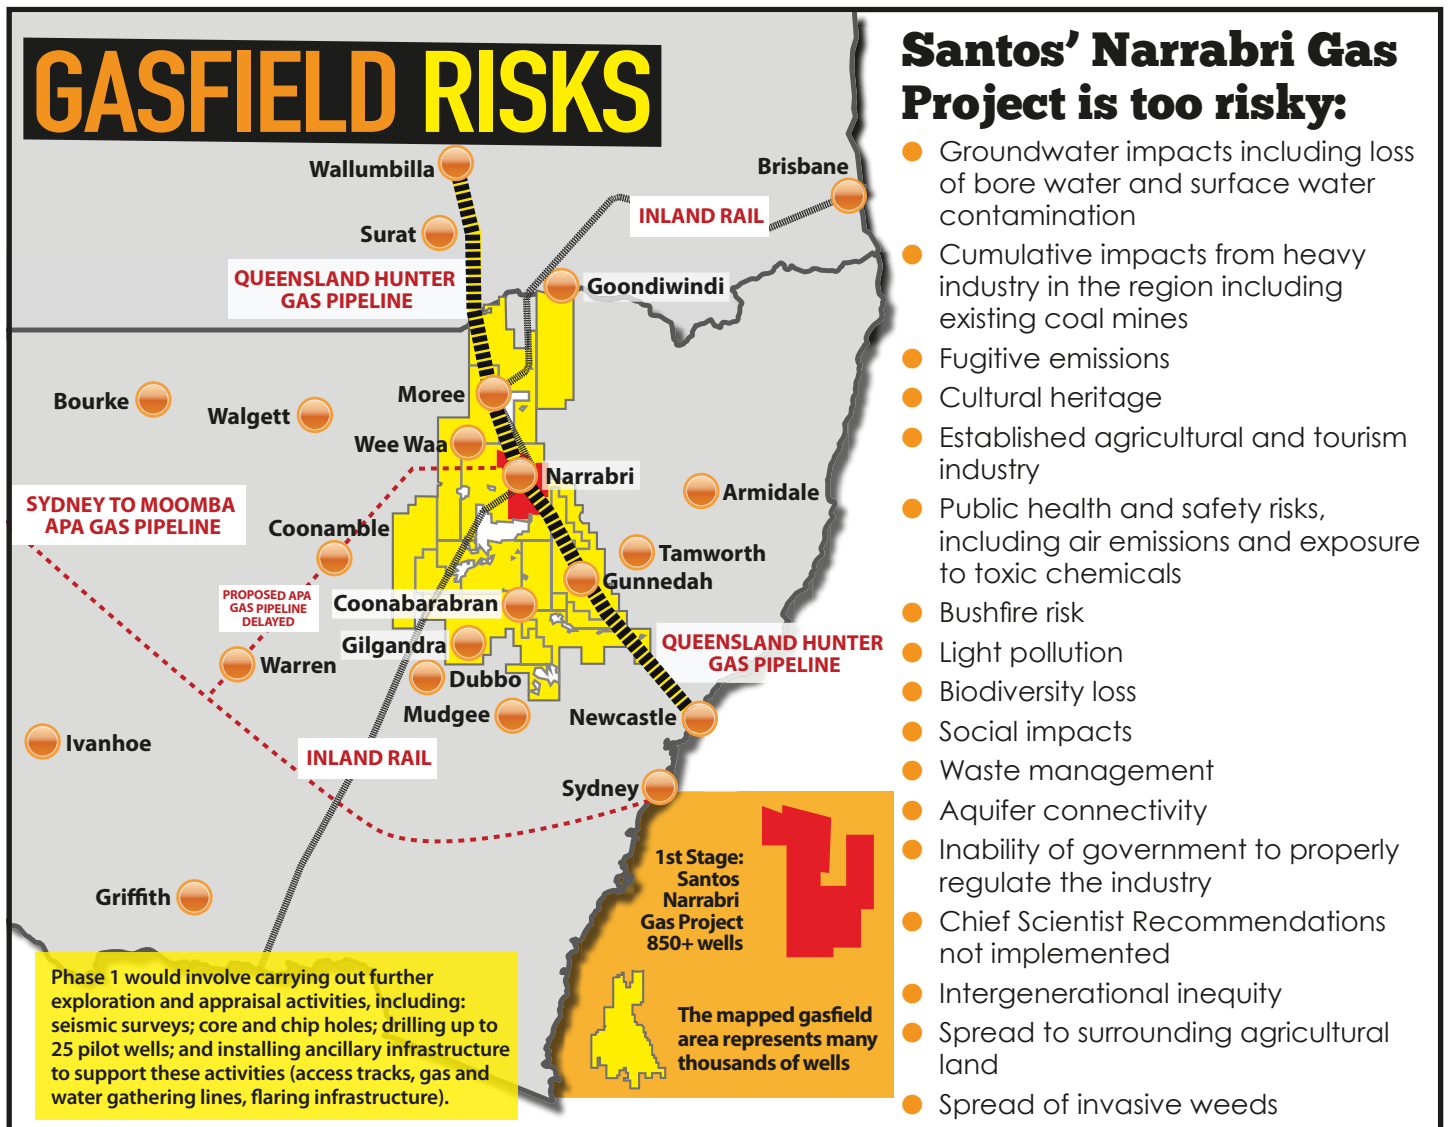 GASFIELD RISKS
Wallumbilla
Brisbane
INLAND RAIL
Surat
QUEENSLAND HUNTER
GAS PIPELINE
Goondiwindi
Bourke
Walgett
Moree
Wee Waa
Narrabri
Armidale
SYDNEY TO MOOMBA
APA GAS PIPELINE
Coonamble
Tamworth
Gunnedah
PROPOSED APA
GAS PIPELINE
DELAYED
Coonabarabran
Gilgandra
QUEENSLAND HUNTER
GAS PIPELINE
Warren
Dubbo
Mudgee
Newcastle
Ivanhoe
INLAND RAIL
Sydney
Griffith
1st Stage:
Santos
Narrabri
Gas Project
850+ wells
The mapped gasfield
area represents many
thousands of wells
Phase 1 would involve carrying out further
exploration and appraisal activities, including:
seismic surveys; core and chip holes; drilling up to
25 pilot wells; and installing ancillary infrastructure
to support these activities (access tracks, gas and
water gathering lines, flaring infrastructure).
Santos’ Narrabri Gas
Project is too risky:
Groundwater impacts including loss
of bore water and surface water
contamination
Cumulative impacts from heavy
industry in the region including
existing coal mines
Fugitive emissions
Cultural heritage
Established agricultural and tourism
industry
Public health and safety risks,
including air emissions and exposure
to toxic chemicals
Bushfire risk
Light pollution
Biodiversity loss
Social impacts
Waste management
Aquifer connectivity
Inability of government to properly
regulate the industry
Chief Scientist Recommendations
not implemented
Intergenerational inequity
Spread to surrounding agricultural
land
Spread of invasive weeds